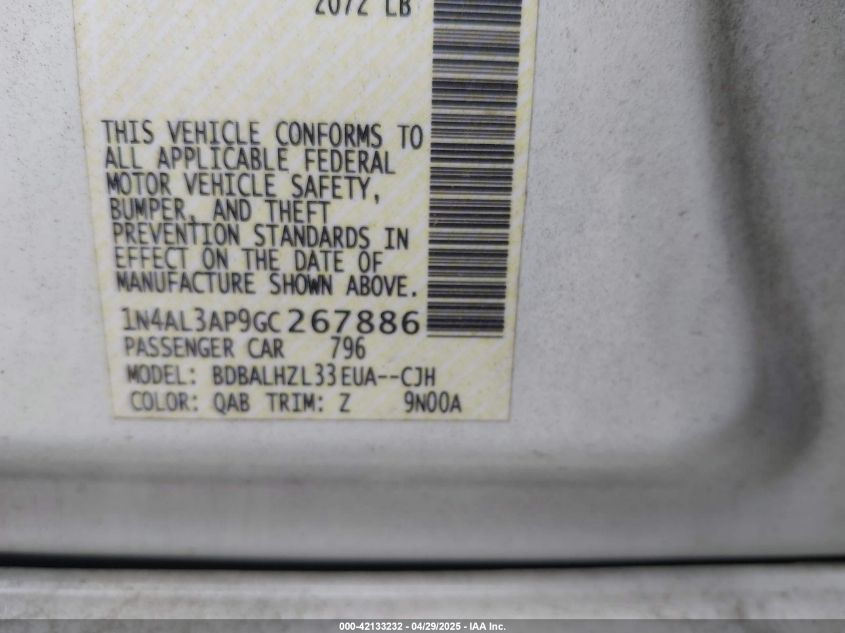 2072 LB
THIS VEHICLE CONFORMS TO
ALL APPLICABLE FEDERAL
MOTOR VEHICLE SAFETY,
BUMPER, AND THEFT
PREVENTION STANDARDS IN
EFFECT ON THE DATE OF
MANUFACTURE SHOWN ABOVE.
1N4AL3AP9GC267886
PASSENGER CAR 796
MODEL: BDBALHZL33EUA--CJH
COLOR: QAB TRIM: Z 9N00A
000-42133232 - 04/29/2025 - IAA Inc.